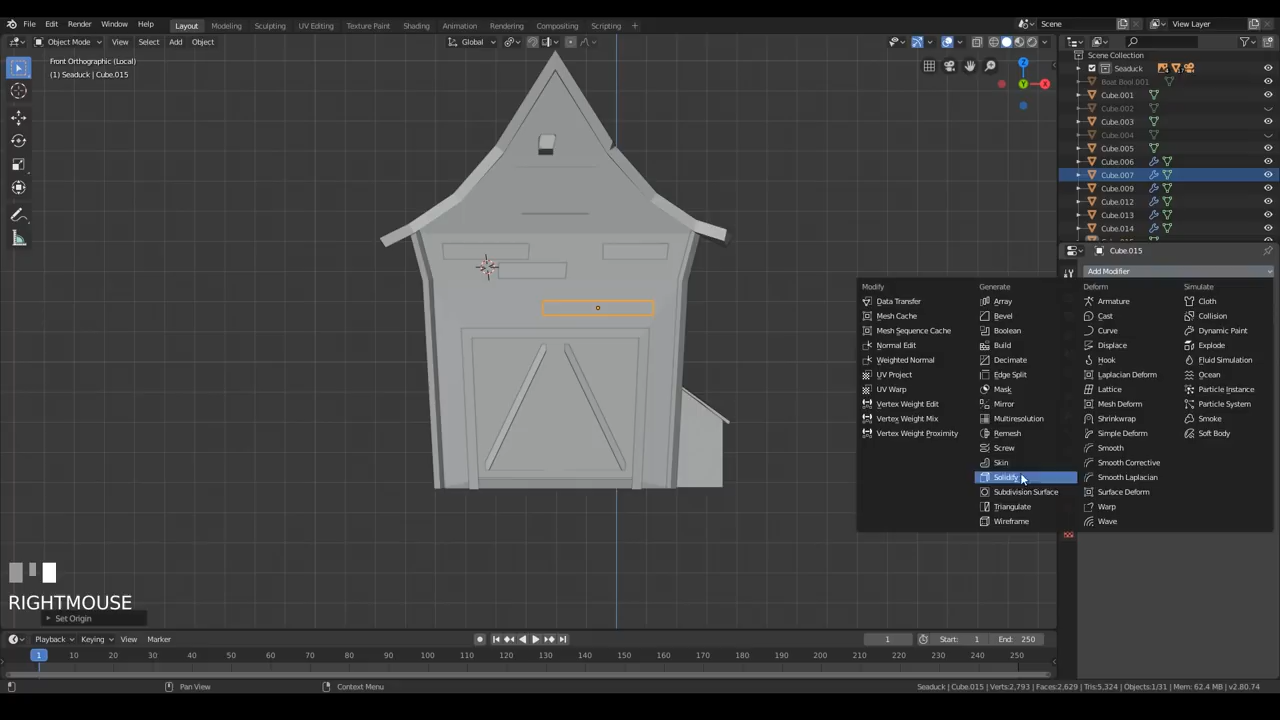 File Edit Render Window Help Layout Modeling Sculpting UV Editing Texture Paint Shading Animation Rendering Compositing Scripting + Scene View Layer
Object Mode View Select Add Object Global
Front Orthographic (Local)
(1) Seaduck | Cube.015
Z
Y
X
Scene Collection
Seaduck
Boat Bool.001
Cube.001
Cube.002
Cube.003
Cube.004
Cube.005
Cube.006
Cube.007
Cube.009
Cube.012
Cube.013
Cube.014
Cube.015
Add Modifier
Modify Generate Deform Simulate
Data Transfer Array Armature Cloth
Mesh Cache Bevel Cast Collision
Mesh Sequence Cache Boolean Curve Dynamic Paint
Normal Edit Build Displace Explode
Weighted Normal Decimate Hook Fluid Simulation
UV Project Edge Split Laplacian Deform Ocean
UV Warp Mask Lattice Particle Instance
Vertex Weight Edit Mirror Mesh Deform Particle System
Vertex Weight Mix Multiresolution Shrinkwrap Smoke
Vertex Weight Proximity Remesh Simple Deform Soft Body
Screw Smooth
Skin Smooth Corrective
Solidify Smooth Laplacian
Subdivision Surface Surface Deform
Triangulate Warp
Wireframe Wave
RIGHTMOUSE
Set Origin
Playback Keying View Marker 1 Start: 1 End: 250
1 10 20 30 40 50 60 70 80 90 100 110 120 130 140 150 160 170 180 190 200 210 220 230 240 250
Pan View Context Menu Seaduck | Cube.015 | Verts:2,793 | Faces:2,629 | Tris:5,324 | Objects:1/31 | Mem: 62.4 MB | v2.80.74